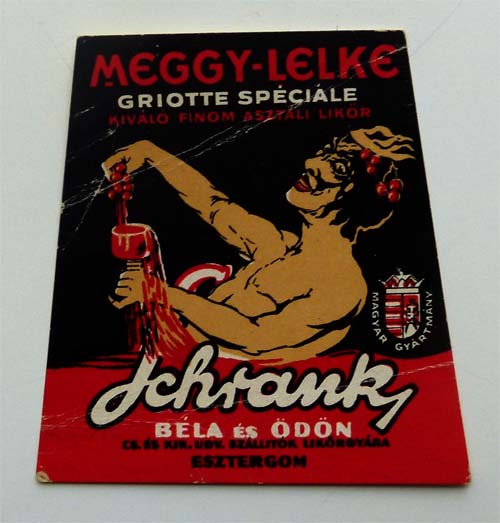 MEGGY-LELKE
GRIOTTE SPÉCIÁLE
KIVÁLÓ FINOM ASZTALI LIKŐR
MAGYAR GYÁRTMÁNY
Schrank
BÉLA ÉS ÖDÖN
CS. ÉS KIR. UDV. SZÁLLITÓK LIKŐRGYÁRA
ESZTERGOM